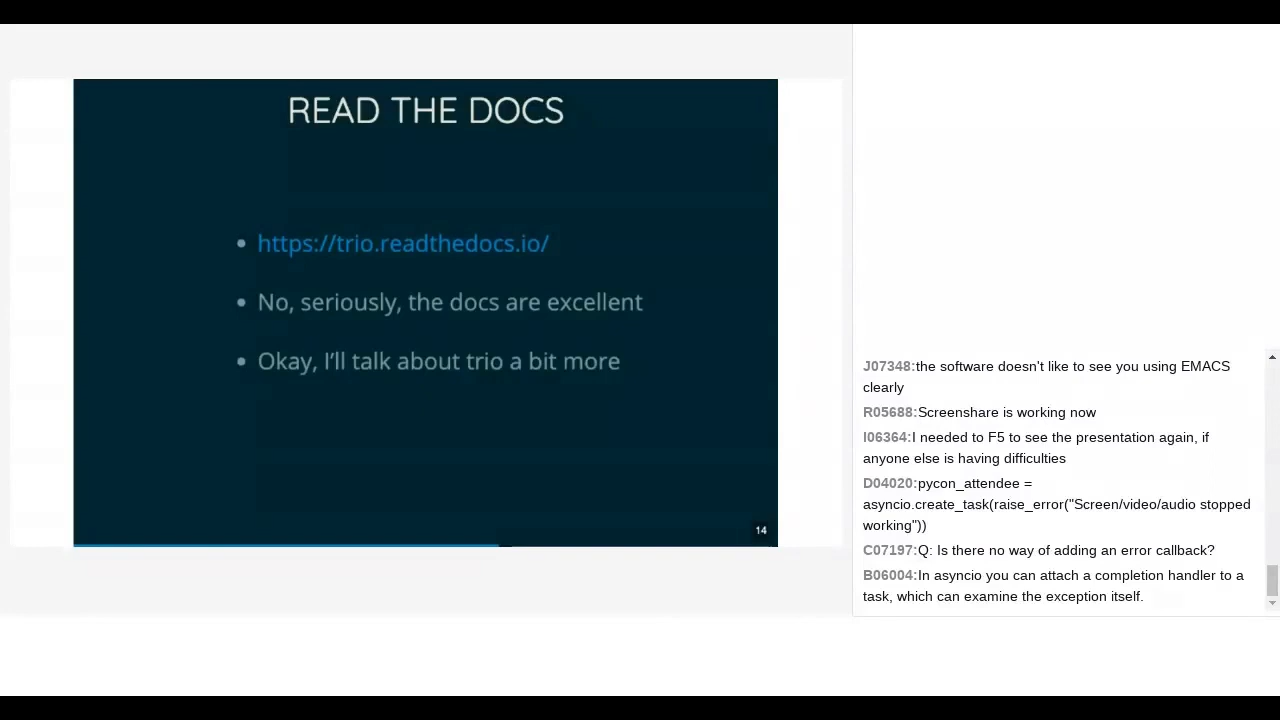 READ THE DOCS
https://trio.readthedocs.io/
No, seriously, the docs are excellent
Okay, I'll talk about trio a bit more
14
J07348:the software doesn't like to see you using EMACS
clearly
R05688:Screenshare is working now
I06364:I needed to F5 to see the presentation again, if
anyone else is having difficulties
D04020:pycon_attendee =
asyncio.create_task(raise_error("Screen/video/audio stopped
working"))
C07197:Q: Is there no way of adding an error callback?
B06004:In asyncio you can attach a completion handler to a
task, which can examine the exception itself.